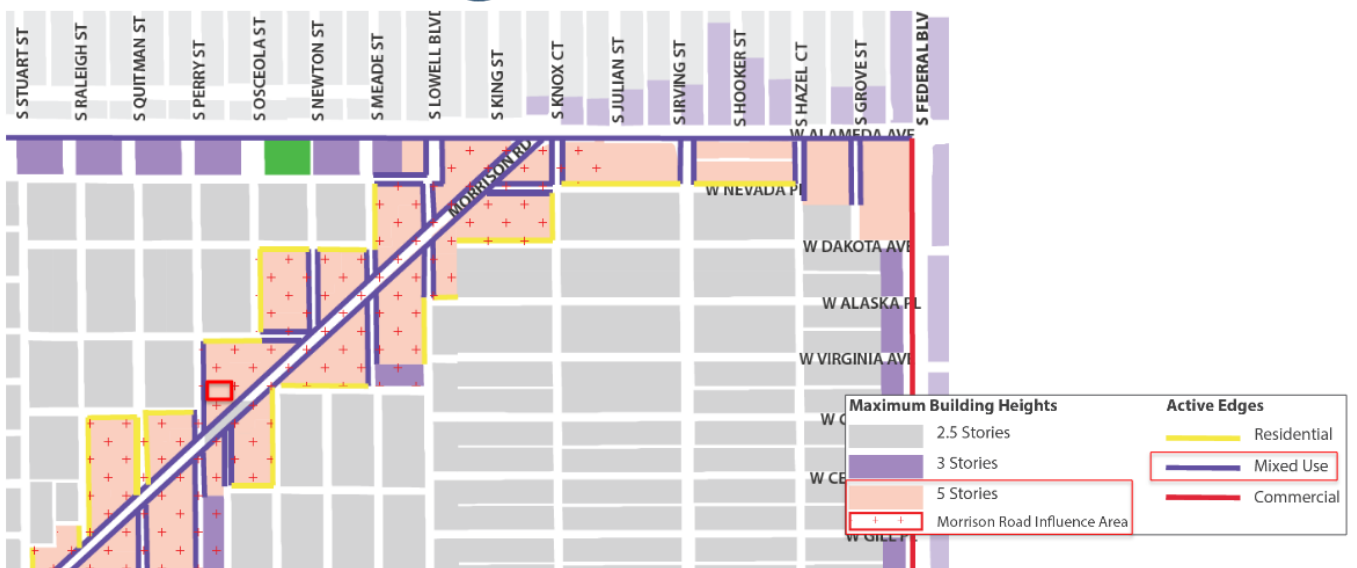 S STUART ST
S RALEIGH ST
S QUITMAN ST
S PERRY ST
S OSCEOLA ST
S NEWTON ST
S MEADE ST
S LOWELL BLVD
S KING ST
S KNOX CT
S JULIAN ST
S IRVING ST
S HOOKER ST
S HAZEL CT
S GROVE ST
S FEDERAL BLV
W ALAMEDA AVE
MORRISON RD
W NEVADA PL
W DAKOTA AVE
W ALASKA PL
W VIRGINIA AVE
W C
W CE
W GILL PL
Maximum Building Heights
2.5 Stories
3 Stories
5 Stories
Morrison Road Influence Area
Active Edges
Residential
Mixed Use
Commercial